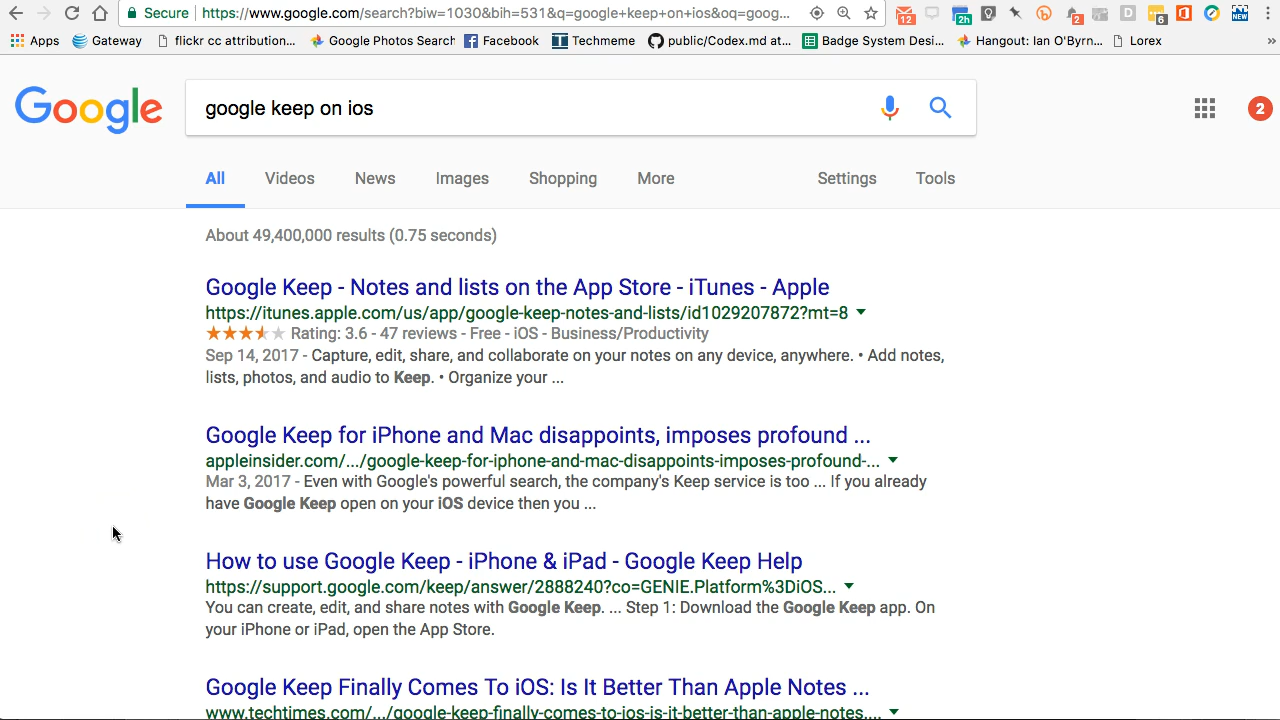 Secure https://www.google.com/search?biw=1030&bih=531&q=google+keep+on+ios&oq=goog...
12
2h
2
D
6
NEW
Apps Gateway flickr cc attribution... Google Photos Search Facebook Techmeme public/Codex.md at... Badge System Desi... Hangout: Ian O'Byrn... Lorex »
Google google keep on ios 2
All Videos News Images Shopping More Settings Tools
About 49,400,000 results (0.75 seconds)
Google Keep - Notes and lists on the App Store - iTunes - Apple
https://itunes.apple.com/us/app/google-keep-notes-and-lists/id1029207872?mt=8
Rating: 3.6 - 47 reviews - Free - iOS - Business/Productivity
Sep 14, 2017 - Capture, edit, share, and collaborate on your notes on any device, anywhere. • Add notes,
lists, photos, and audio to Keep. • Organize your ...
Google Keep for iPhone and Mac disappoints, imposes profound ...
appleinsider.com/.../google-keep-for-iphone-and-mac-disappoints-imposes-profound-...
Mar 3, 2017 - Even with Google's powerful search, the company's Keep service is too ... If you already
have Google Keep open on your iOS device then you ...
How to use Google Keep - iPhone & iPad - Google Keep Help
https://support.google.com/keep/answer/2888240?co=GENIE.Platform%3DiOS...
You can create, edit, and share notes with Google Keep. ... Step 1: Download the Google Keep app. On
your iPhone or iPad, open the App Store.
Google Keep Finally Comes To iOS: Is It Better Than Apple Notes ...
www.techtimes.com/.../google-keep-finally-comes-to-ios-is-it-better-than-apple-notes....